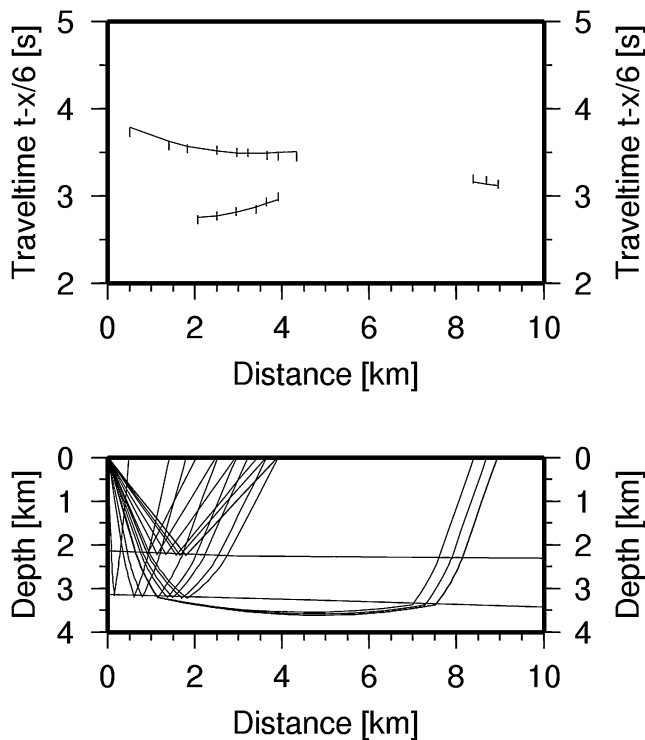 5 5
4 4
3 3
2 2
Traveltime t-x/6 [s]
Traveltime t-x/6 [s]
0 2 4 6 8 10
Distance [km]
0 0
1 1
2 2
3 3
4 4
Depth [km]
Depth [km]
0 2 4 6 8 10
Distance [km]